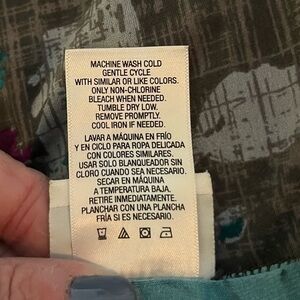 MACHINE WASH COLD
GENTLE CYCLE
WITH SIMILAR OR LIKE COLORS.
ONLY NON-CHLORINE
BLEACH WHEN NEEDED.
TUMBLE DRY LOW.
REMOVE PROMPTLY.
COOL IRON IF NEEDED.
LAVAR A MÁQUINA EN FRÍO
Y EN CICLO PARA ROPA DELICADA
CON COLORES SIMILARES.
USAR SOLO BLANQUEADOR SIN
CLORO CUANDO SEA NECESARIO.
SECAR EN MÁQUINA
A TEMPERATURA BAJA.
RETIRE INMEDIATAMENTE.
PLANCHAR CON UNA PLANCHA
FRÍA SI ES NECESARIO.